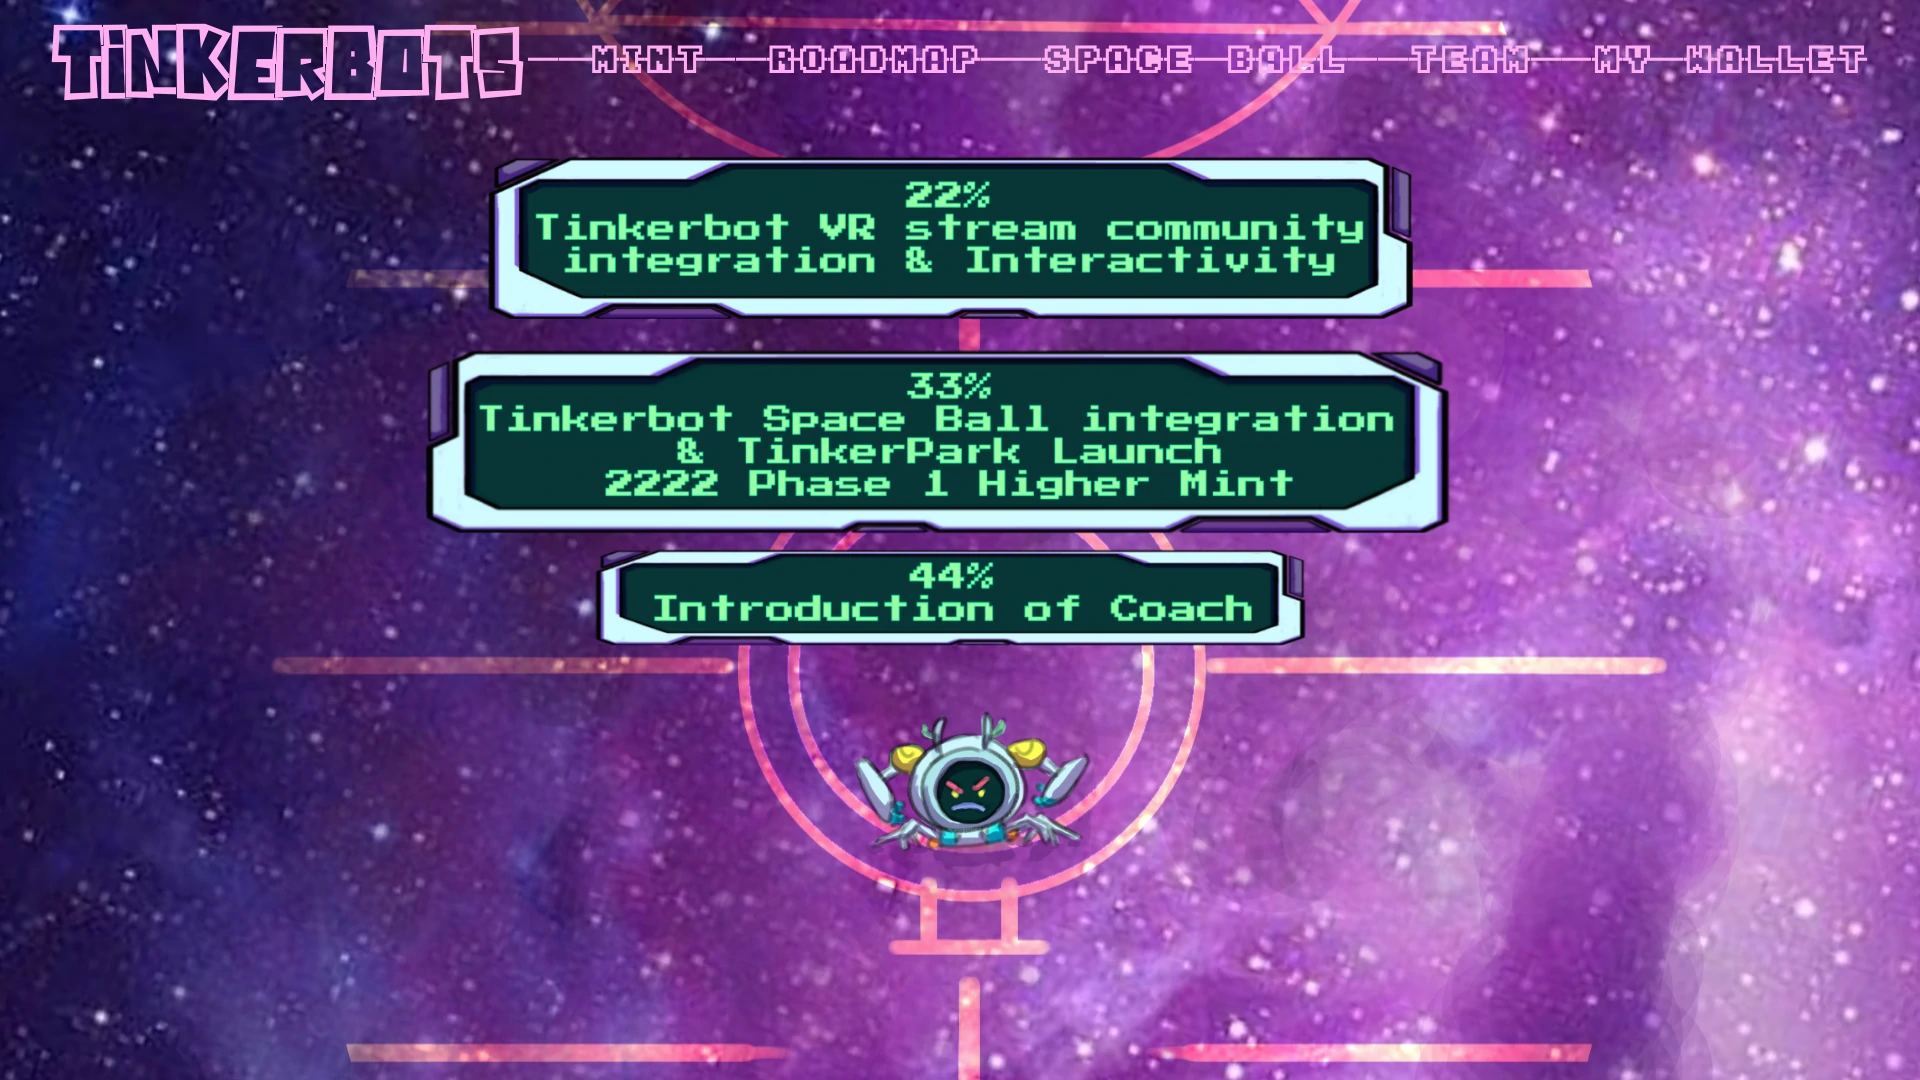 TiNKERBOTS MINT ROADMAP SPACE BALL TEAM MY WALLET
22%
Tinkerbot VR stream community
integration & Interactivity
33%
Tinkerbot Space Ball integration
& TinkerPark Launch
2222 Phase 1 Higher Mint
44%
Introduction of Coach